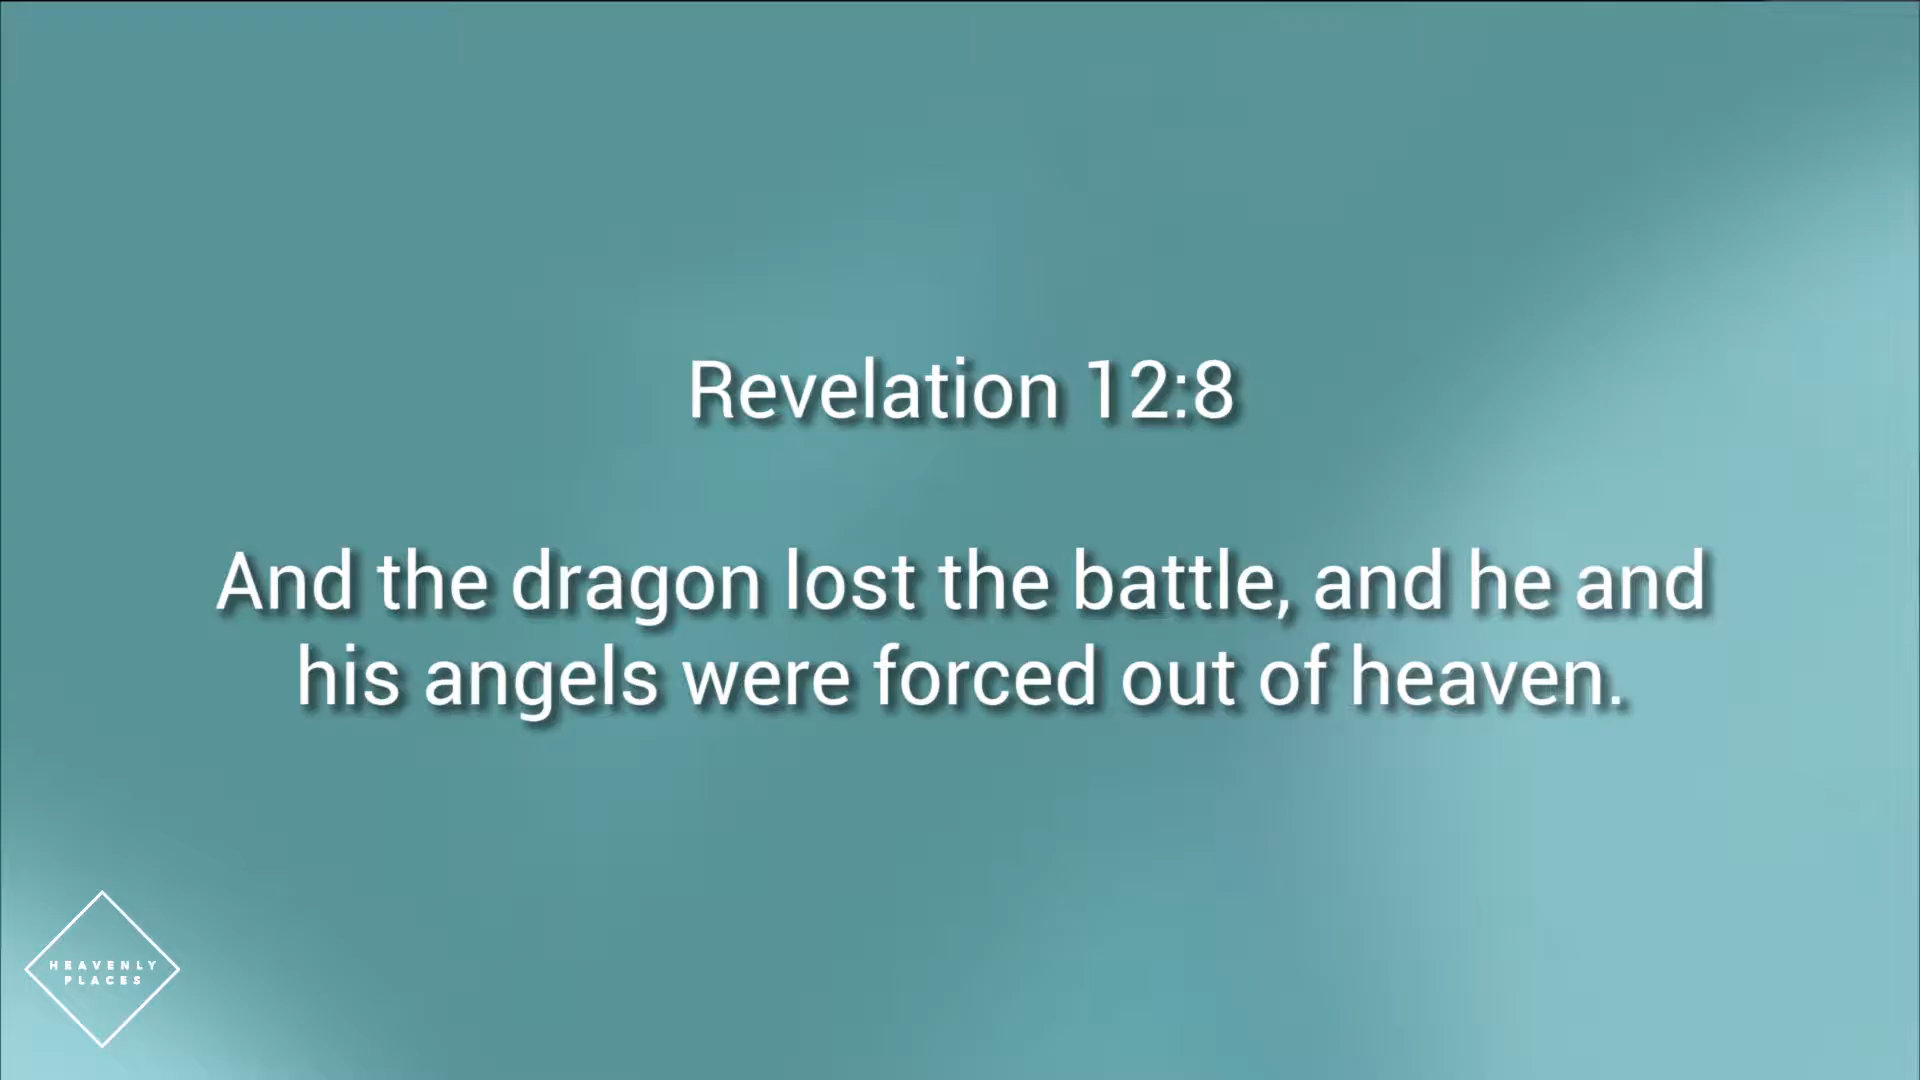 Revelation 12:8
And the dragon lost the battle, and he and
his angels were forced out of heaven.
HEAVENLY
PLACES